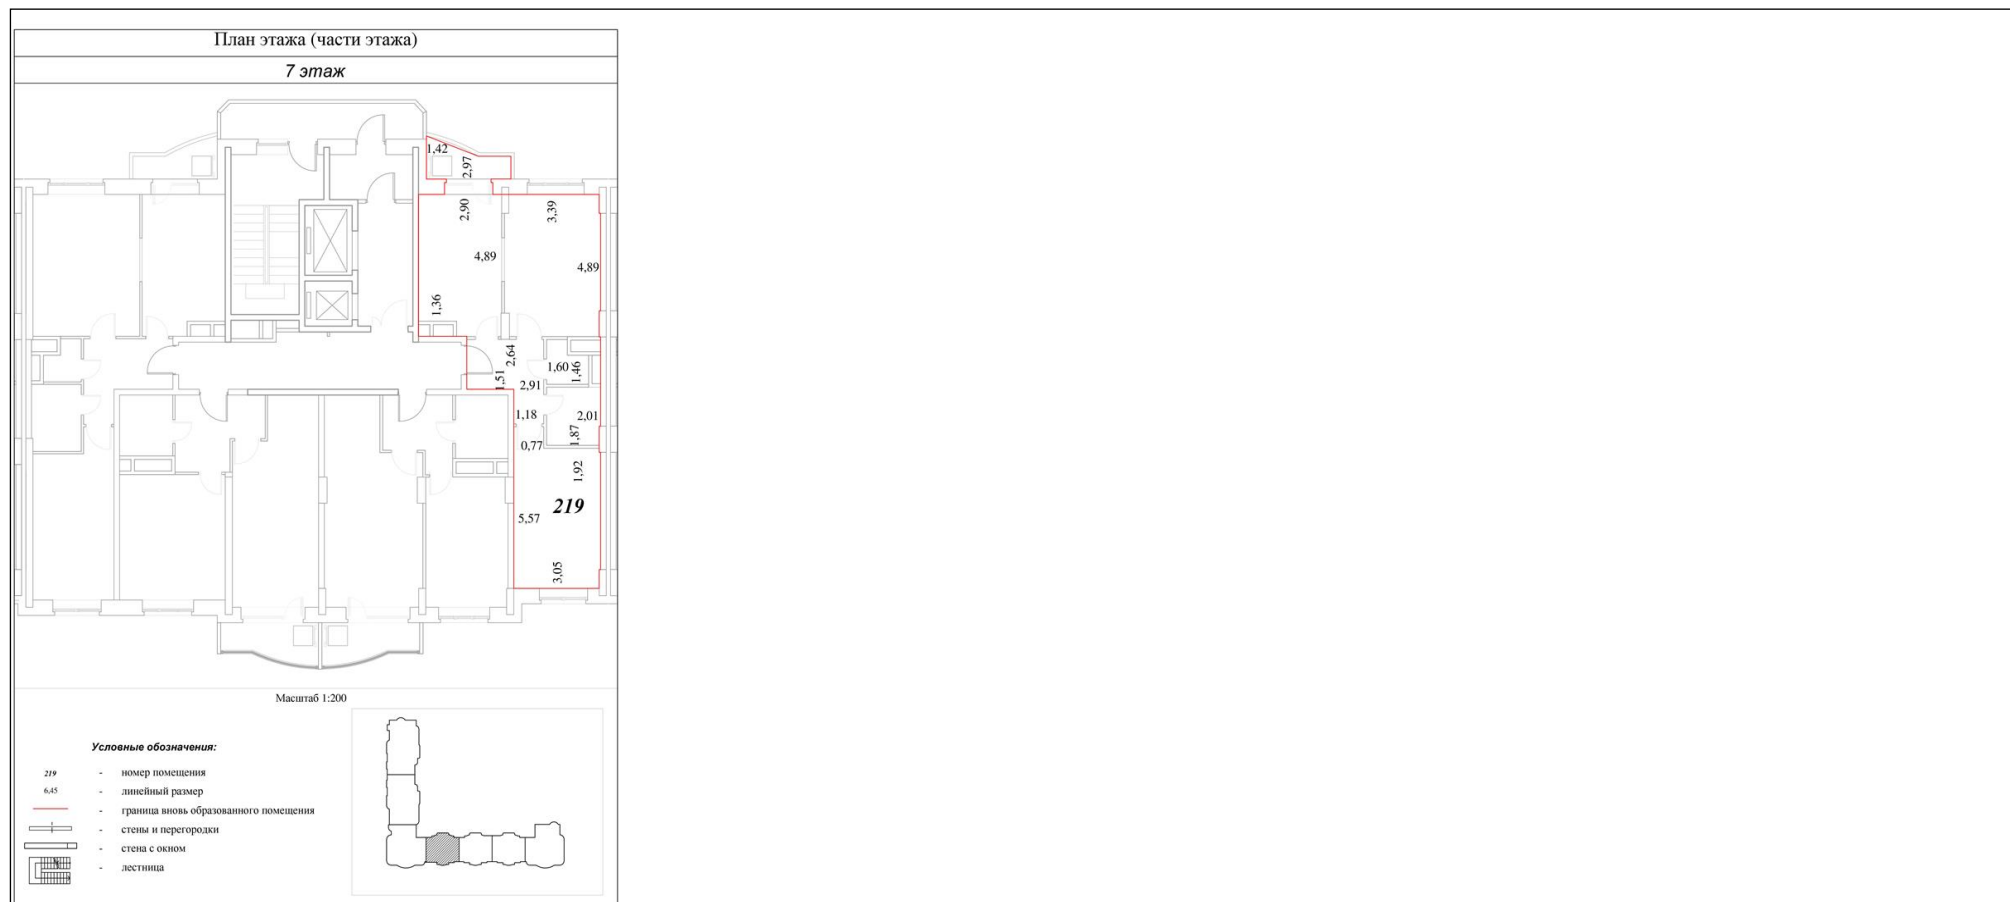 План этажа (части этажа)
7 этаж
1,42
2,97
2,90
3,39
4,89
4,89
1,36
2,64
1,60
1,46
1,51
2,91
1,18
2,01
1,87
0,77
1,92
219
5,57
3,05
Масштаб 1:200
Условные обозначения:
219 - номер помещения
6,45 - линейный размер
- граница вновь образованного помещения
- стены и перегородки
- стена с окном
- лестница